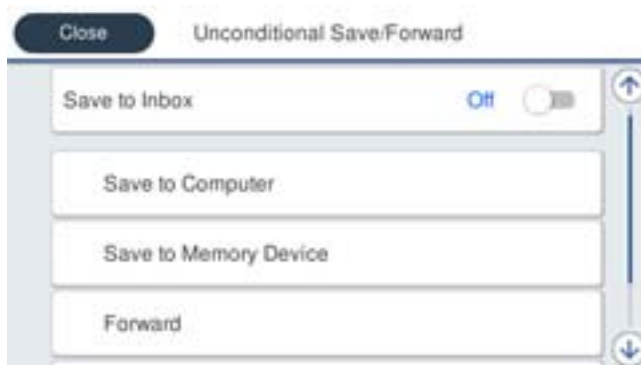 Close
Unconditional Save/Forward
Save to Inbox
Off
Save to Computer
Save to Memory Device
Forward